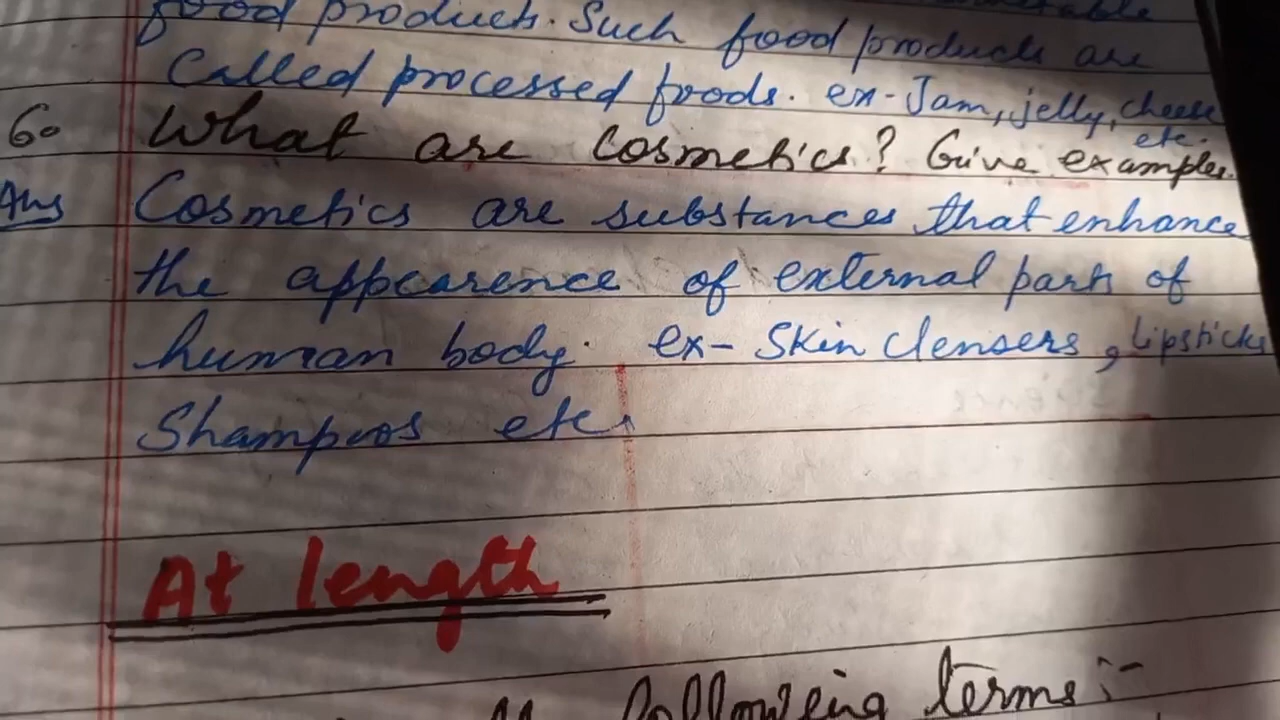 food products. Such food products are
Called processed foods. ex- Jam, jelly, cheese
etc.
6. What are Cosmetics? Give examples.
Ans Cosmetics are substances that enhance
the appearence of external parts of
human body. ex- Skin clensers, Lipsticks
Shampoos etc.
At length
following terms :-